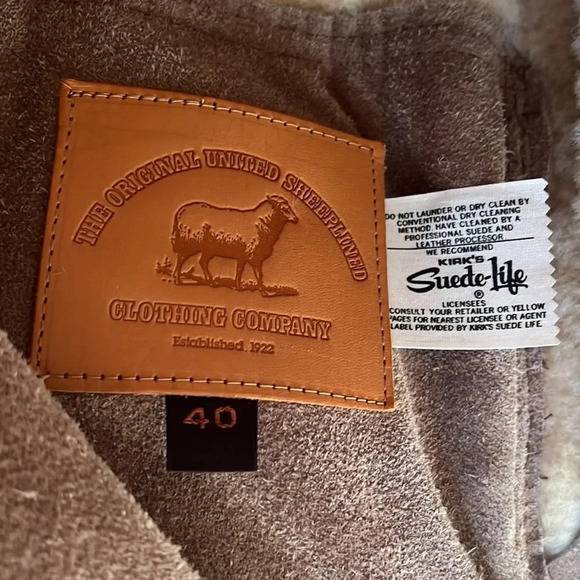 THE ORIGINAL UNITED SHEEPLINED
CLOTHING COMPANY
Established. 1922
40
DO NOT LAUNDER OR DRY CLEAN BY
CONVENTIONAL DRY CLEANING
METHOD. HAVE CLEANED BY A
PROFESSIONAL SUEDE AND
LEATHER PROCESSOR
WE RECOMMEND
KIRK'S
Suede-Life
®
LICENSEES
CONSULT YOUR RETAILER OR YELLOW
PAGES FOR NEAREST LICENSEE OR AGENT
LABEL PROVIDED BY KIRK'S SUEDE LIFE.